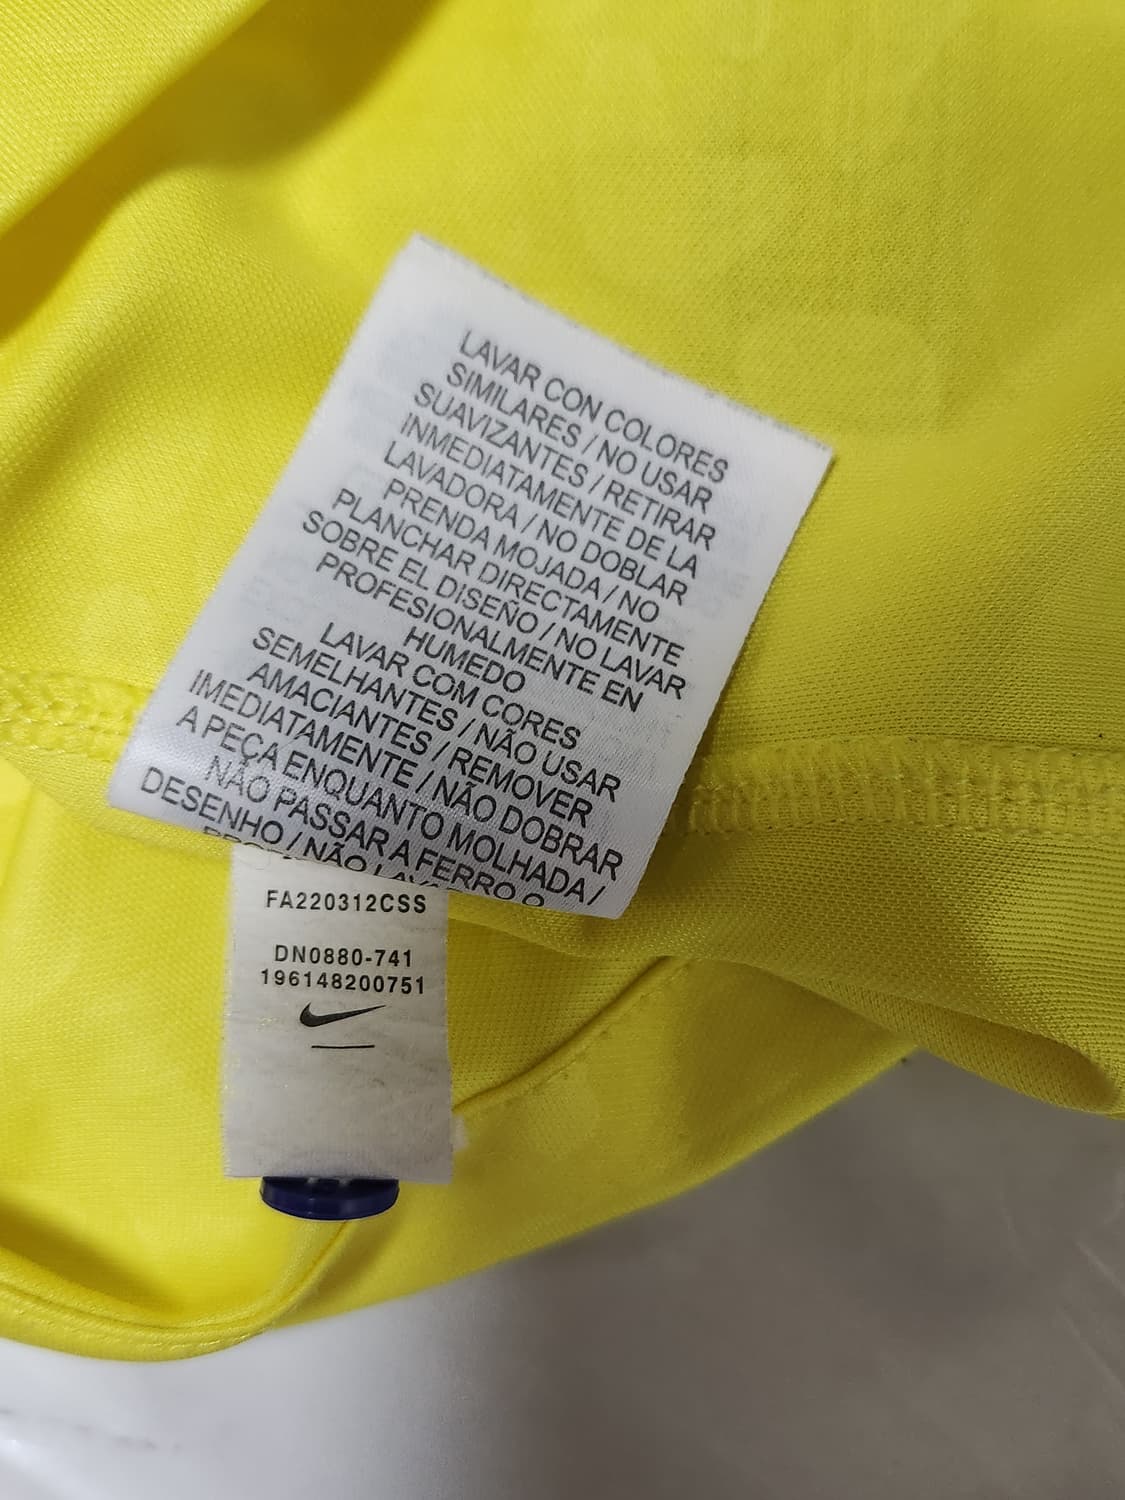 LAVAR CON COLORES
SIMILARES / NO USAR
SUAVIZANTES / RETIRAR
INMEDIATAMENTE DE LA
LAVADORA / NO DOBLAR
PRENDA MOJADA / NO
PLANCHAR DIRECTAMENTE
SOBRE EL DISEÑO / NO LAVAR
PROFESIONALMENTE EN
HUMEDO
LAVAR COM CORES
SEMELHANTES / NÃO USAR
AMACIANTES / REMOVER
IMEDIATAMENTE / NÃO DOBRAR
A PEÇA ENQUANTO MOLHADA /
NÃO PASSAR A FERRO O
DESENHO / NÃO
FA220312CSS
DN0880-741
196148200751